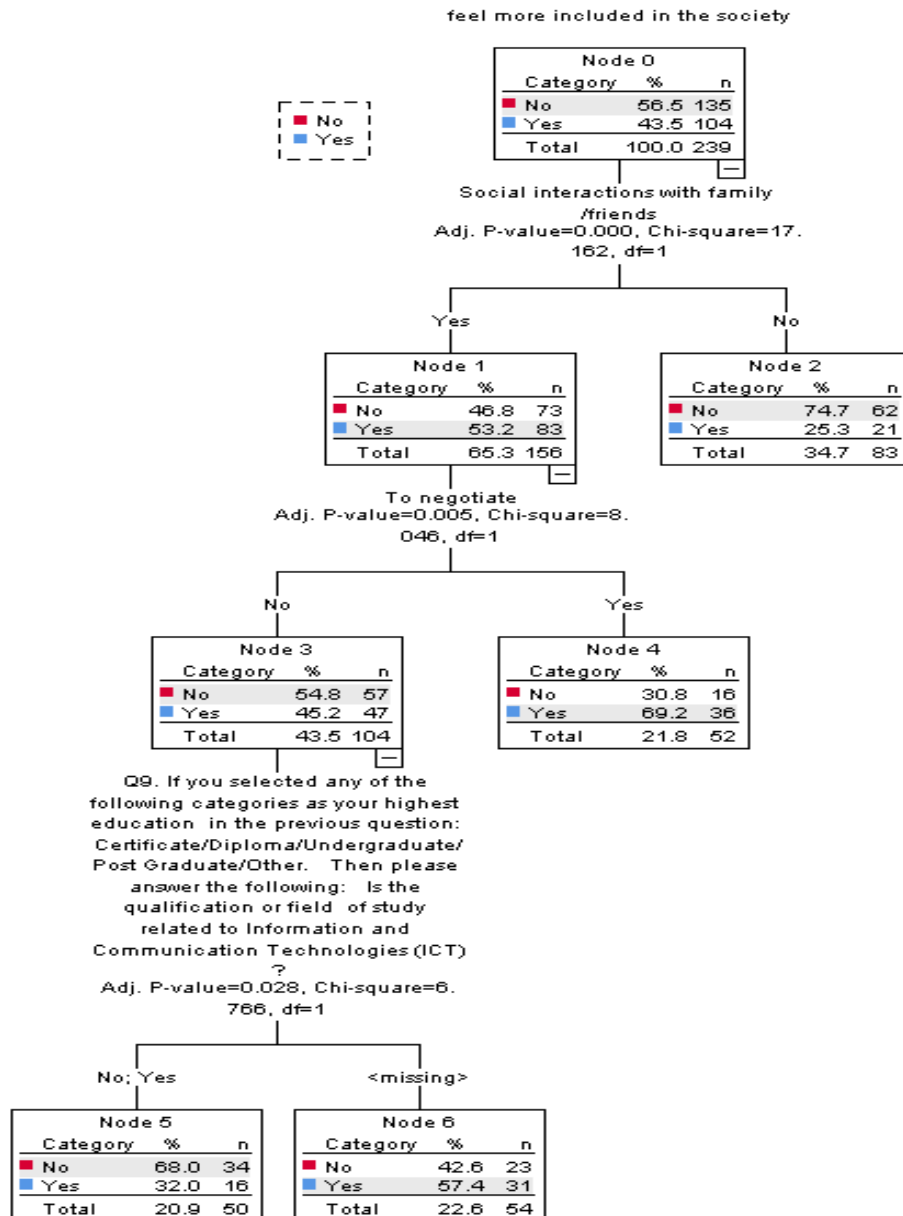 feel more included in the society
Node 0
Category % n
No 56.5 135
Yes 43.5 104
Total 100.0 239
No
Yes
Social interactions with family
/friends
Adj. P-value=0.000, Chi-square=17.
162, df=1
Yes
No
Node 1
Category % n
No 46.8 73
Yes 53.2 83
Total 65.3 156
Node 2
Category % n
No 74.7 62
Yes 25.3 21
Total 34.7 83
To negotiate
Adj. P-value=0.005, Chi-square=8.
046, df=1
No
Yes
Node 3
Category % n
No 54.8 57
Yes 45.2 47
Total 43.5 104
Node 4
Category % n
No 30.8 16
Yes 69.2 36
Total 21.8 52
Q9. If you selected any of the
following categories as your highest
education in the previous question:
Certificate/Diploma/Undergraduate/
Post Graduate/Other. Then please
answer the following: Is the
qualification or field of study
related to Information and
Communication Technologies (ICT)
?
Adj. P-value=0.028, Chi-square=6.
766, df=1
No; Yes
<missing>
Node 5
Category % n
No 68.0 34
Yes 32.0 16
Total 20.9 50
Node 6
Category % n
No 42.6 23
Yes 57.4 31
Total 22.6 54